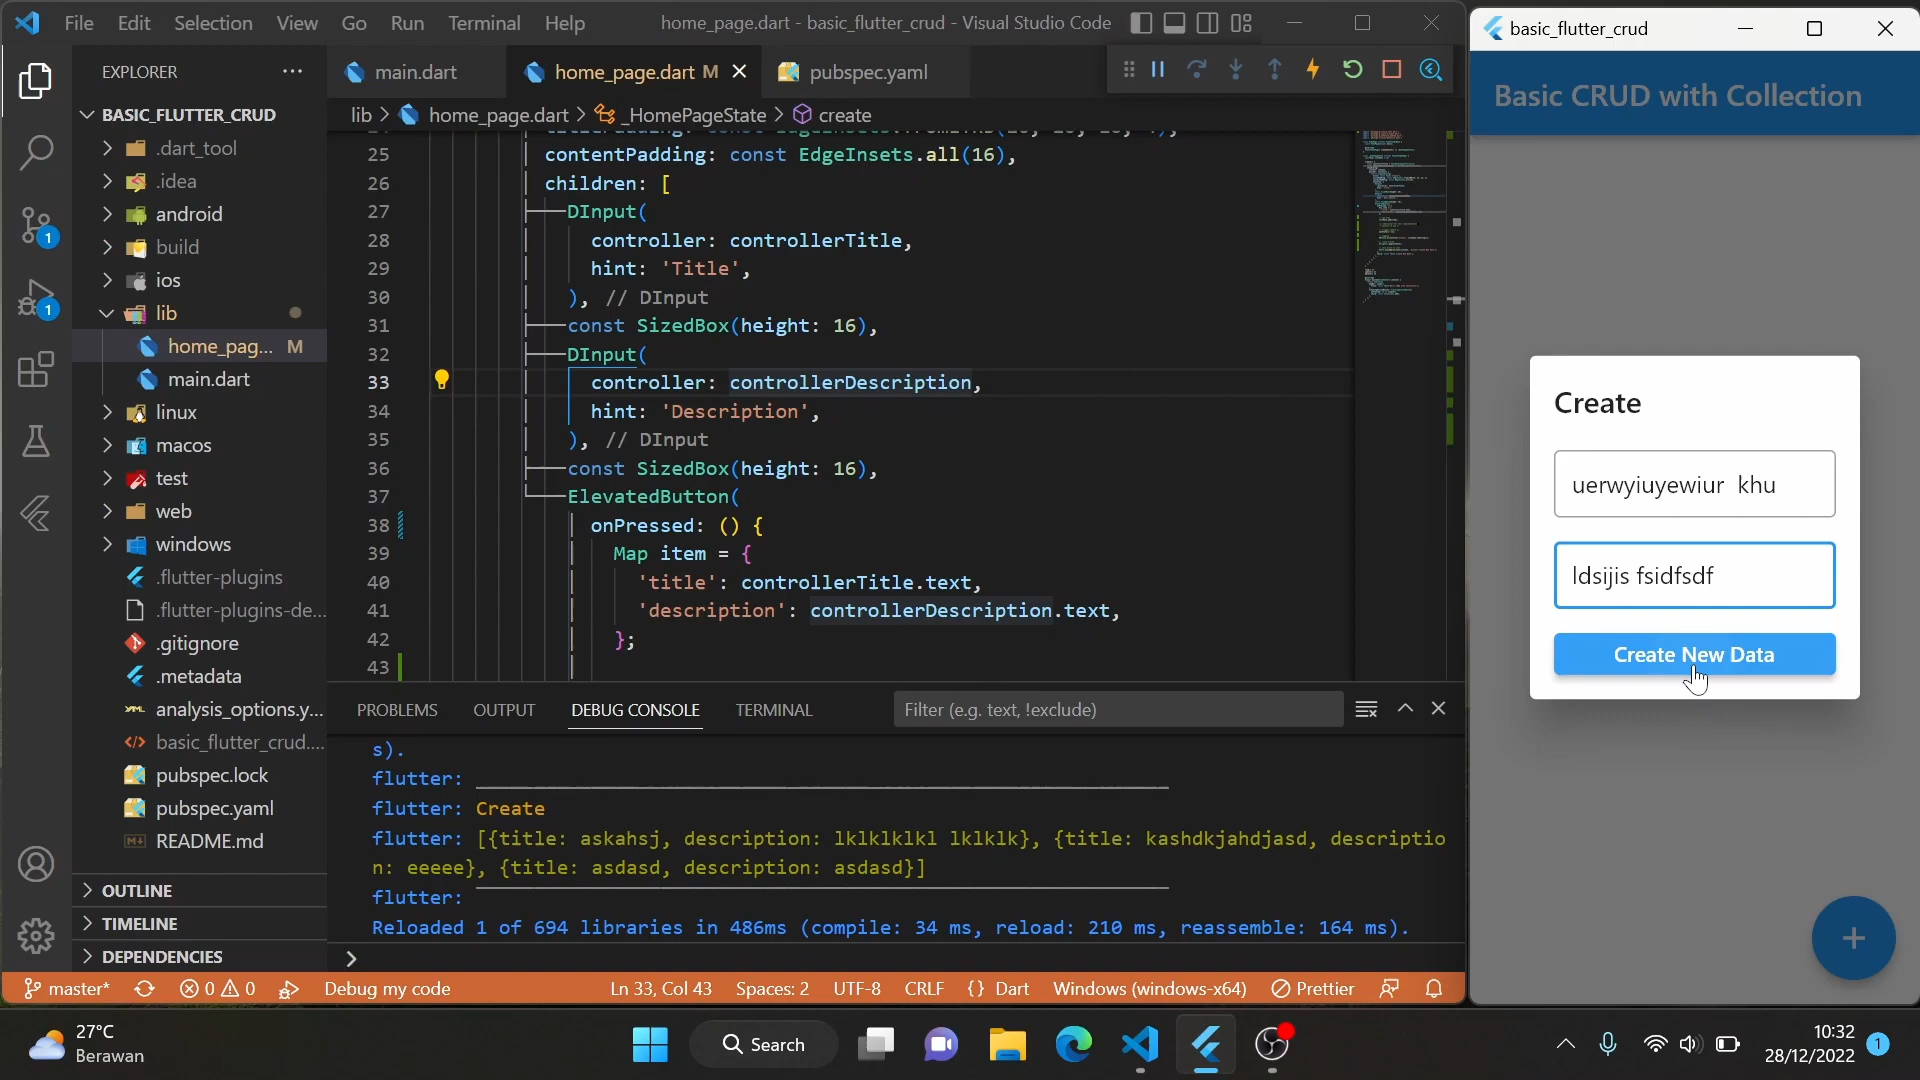 File Edit Selection View Go Run Terminal Help
home_page.dart - basic_flutter_crud - Visual Studio Code
EXPLORER
BASIC_FLUTTER_CRUD
.dart_tool
.idea
android
build
ios
lib
home_pag... M
main.dart
linux
macos
test
web
windows
.flutter-plugins
.flutter-plugins-de...
.gitignore
.metadata
analysis_options.y...
basic_flutter_crud....
pubspec.lock
pubspec.yaml
README.md
OUTLINE
TIMELINE
DEPENDENCIES
1
1
main.dart
home_page.dart M
pubspec.yaml
lib > home_page.dart > _HomePageState > create
25 contentPadding: const EdgeInsets.all(16),
26 children: [
27 DInput(
28 controller: controllerTitle,
29 hint: 'Title',
30 ), // DInput
31 const SizedBox(height: 16),
32 DInput(
33 controller: controllerDescription,
34 hint: 'Description',
35 ), // DInput
36 const SizedBox(height: 16),
37 ElevatedButton(
38 onPressed: () {
39 Map item = {
40 'title': controllerTitle.text,
41 'description': controllerDescription.text,
42 };
43
PROBLEMS OUTPUT DEBUG CONSOLE TERMINAL
Filter (e.g. text, !exclude)
s).
flutter: ____________________________________________________________
flutter: Create
flutter: [{title: askahsj, description: lklklklkl lklklk}, {title: kashdkjahdjasd, descriptio
n: eeeee}, {title: asdasd, description: asdasd}]
flutter: ‾‾‾‾‾‾‾‾‾‾‾‾‾‾‾‾‾‾‾‾‾‾‾‾‾‾‾‾‾‾‾‾‾‾‾‾‾‾‾‾‾‾‾‾‾‾‾‾‾‾‾‾‾‾‾‾‾‾‾‾
Reloaded 1 of 694 libraries in 486ms (compile: 34 ms, reload: 210 ms, reassemble: 164 ms).
master* 0 0 Debug my code Ln 33, Col 43 Spaces: 2 UTF-8 CRLF {} Dart Windows (windows-x64) Prettier
basic_flutter_crud
Basic CRUD with Collection
Create
uerwyiuyewiur khu
ldsijis fsidfsdf
Create New Data
+
27°C
Berawan
Search
10:32
28/12/2022
1